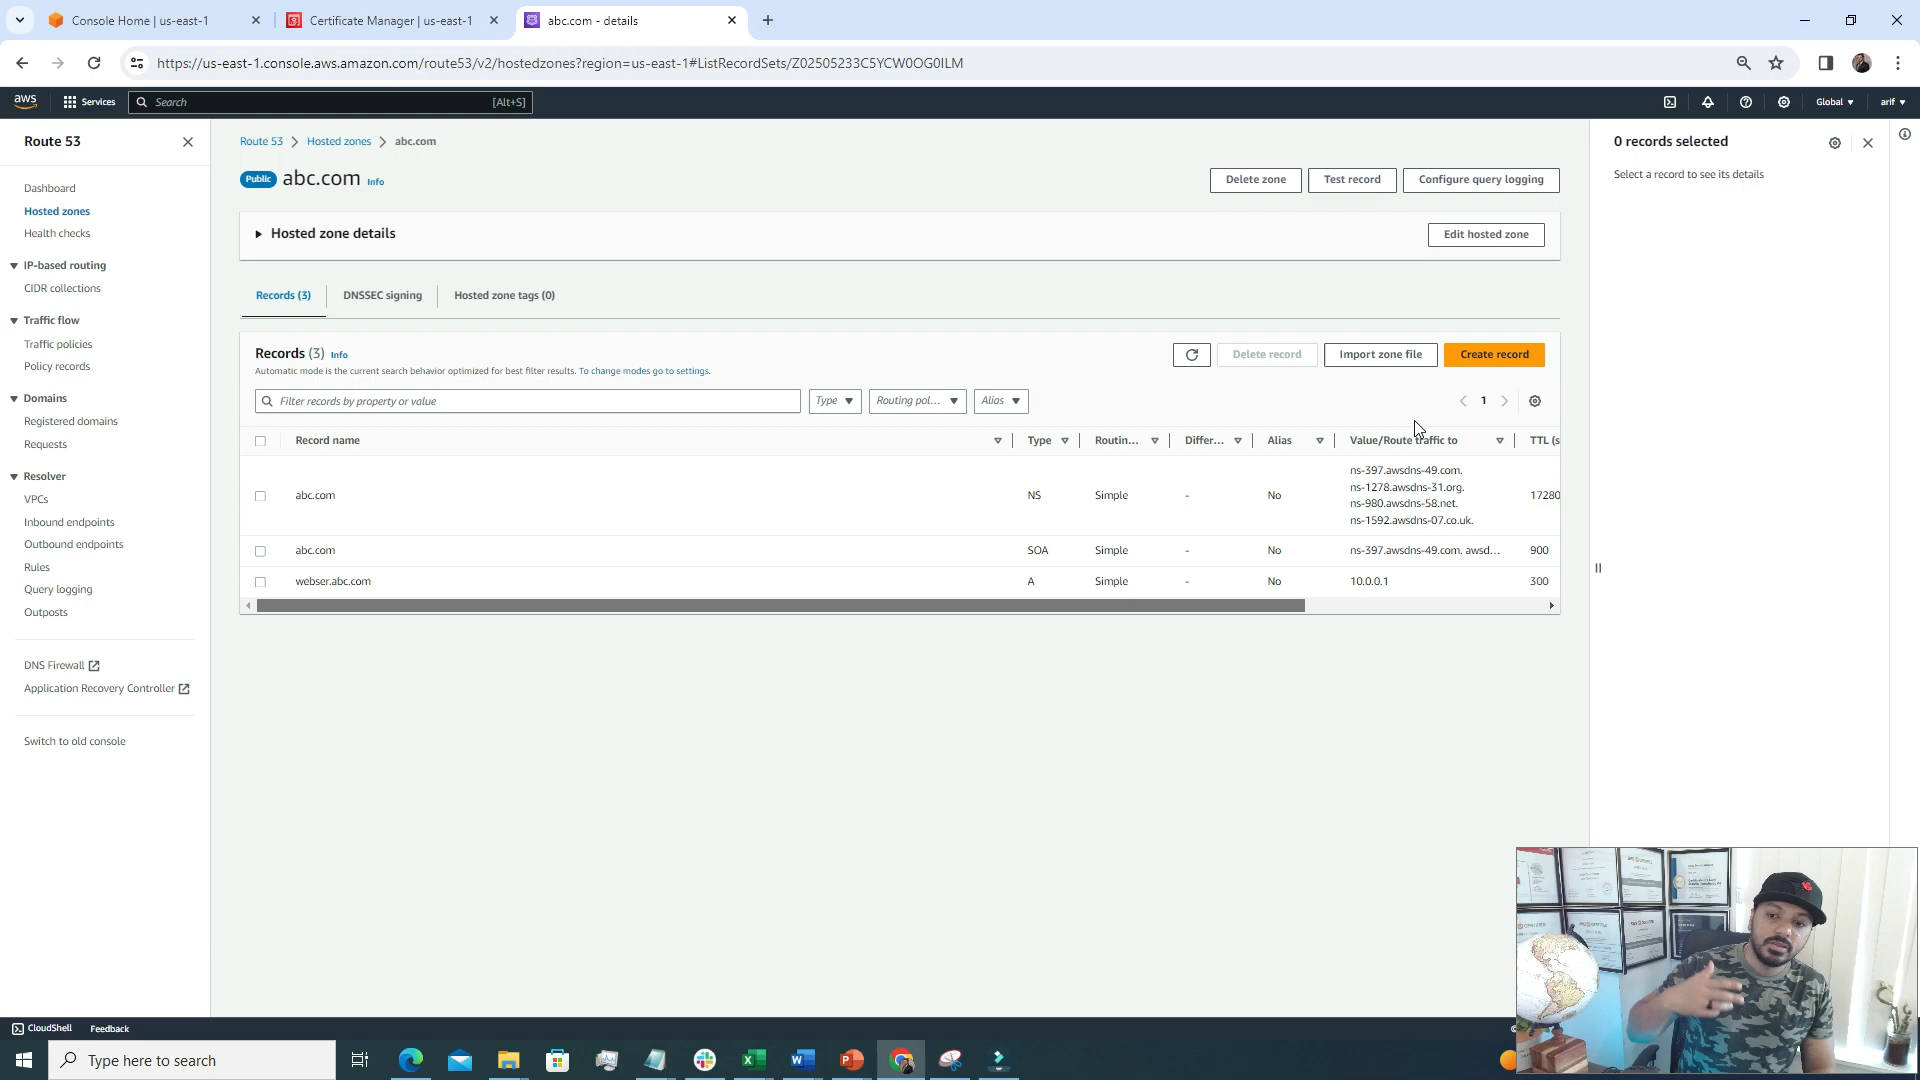 Console Home | us-east-1
Certificate Manager | us-east-1
abc.com - details
https://us-east-1.console.aws.amazon.com/route53/v2/hostedzones?region=us-east-1#ListRecordSets/Z02505233C5YCW0OG0ILM
aws
Services
Search
[Alt+S]
Global
arif
Route 53
Dashboard
Hosted zones
Health checks
IP-based routing
CIDR collections
Traffic flow
Traffic policies
Policy records
Domains
Registered domains
Requests
Resolver
VPCs
Inbound endpoints
Outbound endpoints
Rules
Query logging
Outposts
DNS Firewall
Application Recovery Controller
Switch to old console
Route 53
Hosted zones
abc.com
Public
abc.com
Info
Delete zone
Test record
Configure query logging
Hosted zone details
Edit hosted zone
Records (3)
DNSSEC signing
Hosted zone tags (0)
Records (3)
Info
Automatic mode is the current search behavior optimized for best filter results. To change modes go to settings.
Delete record
Import zone file
Create record
Filter records by property or value
Type
Routing pol...
Alias
1
Record name
Type
Routin...
Differ...
Alias
Value/Route traffic to
TTL (s
abc.com
NS
Simple
-
No
ns-397.awsdns-49.com.
ns-1278.awsdns-31.org.
ns-980.awsdns-58.net.
ns-1592.awsdns-07.co.uk.
17280
abc.com
SOA
Simple
-
No
ns-397.awsdns-49.com. awsd...
900
webser.abc.com
A
Simple
-
No
10.0.0.1
300
0 records selected
Select a record to see its details
CloudShell
Feedback
Type here to search